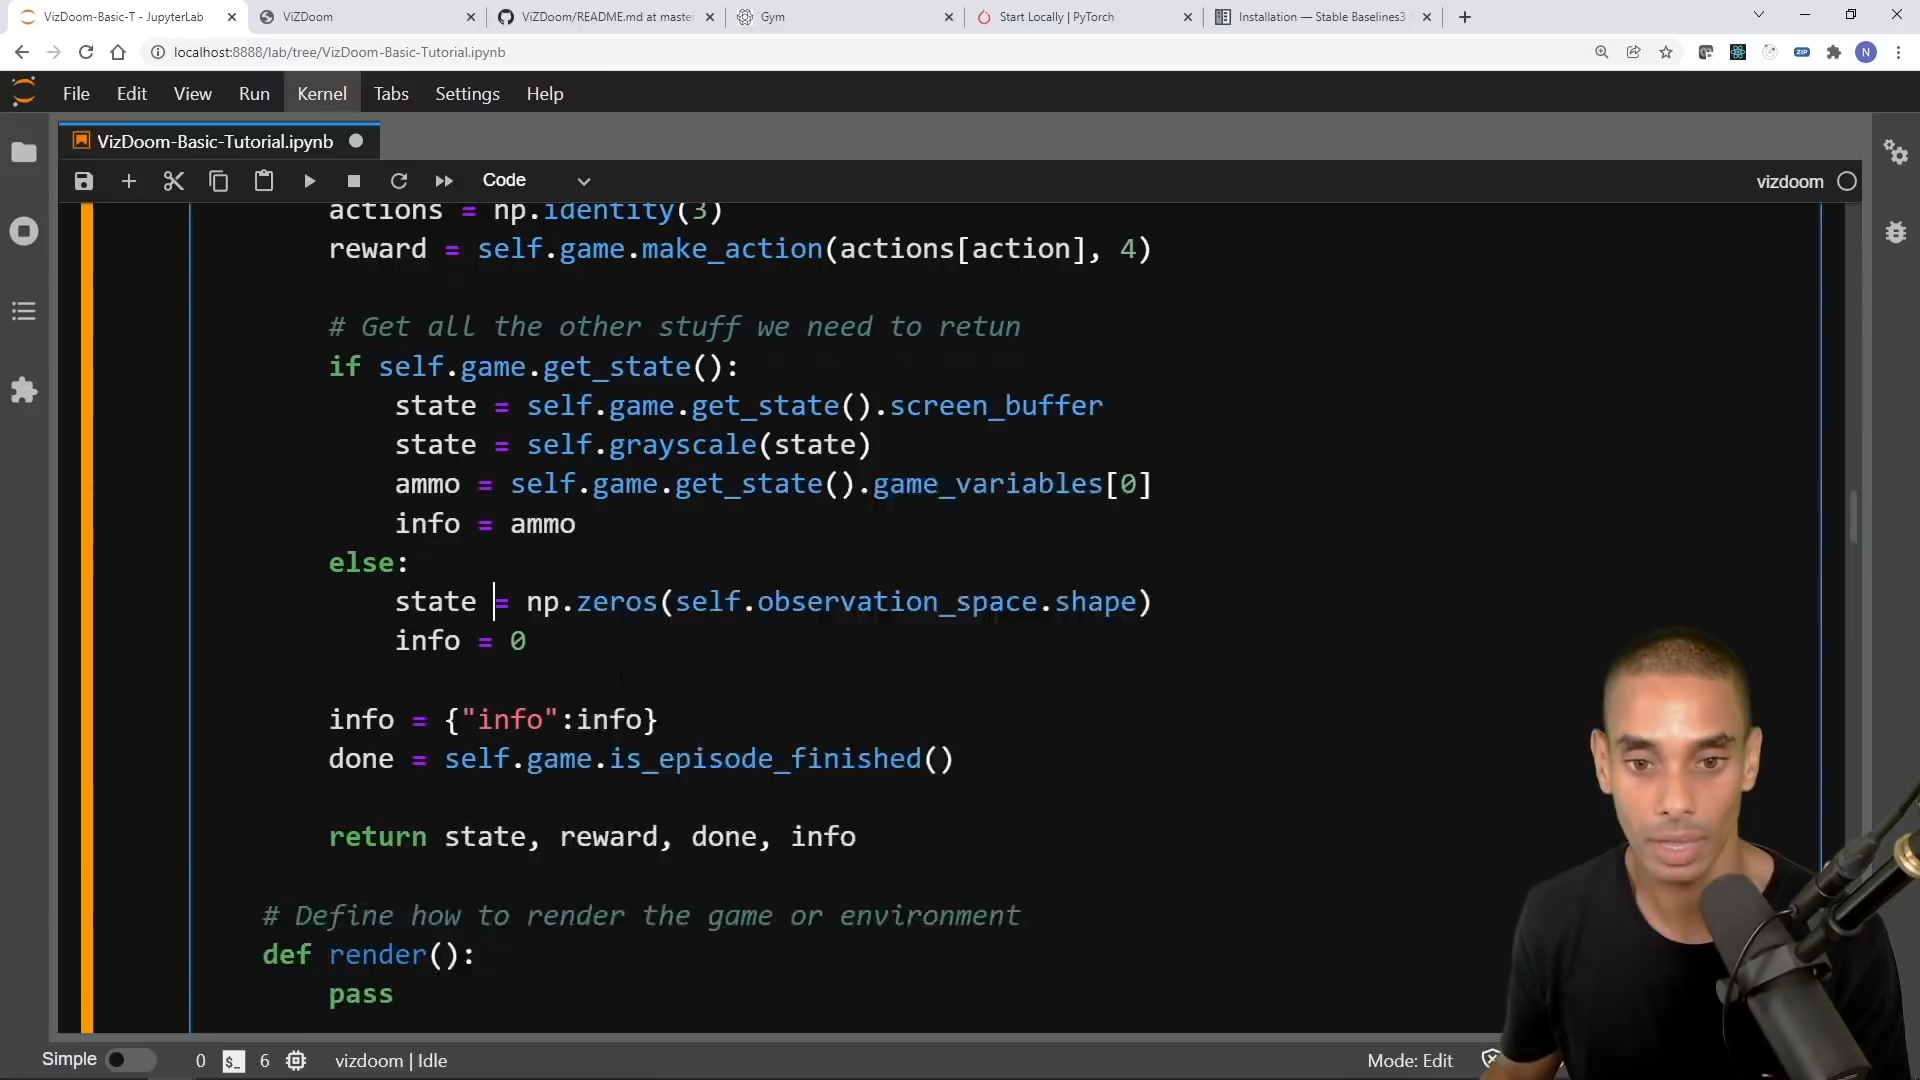 VizDoom-Basic-T - JupyterLab
ViZDoom
ViZDoom/README.md at master
Gym
Start Locally | PyTorch
Installation — Stable Baselines3
localhost:8888/lab/tree/VizDoom-Basic-Tutorial.ipynb
ZIP
N
File Edit View Run Kernel Tabs Settings Help
VizDoom-Basic-Tutorial.ipynb
Code
vizdoom
actions = np.identity(3)
reward = self.game.make_action(actions[action], 4)
# Get all the other stuff we need to retun
if self.game.get_state():
state = self.game.get_state().screen_buffer
state = self.grayscale(state)
ammo = self.game.get_state().game_variables[0]
info = ammo
else:
state = np.zeros(self.observation_space.shape)
info = 0
info = {"info":info}
done = self.game.is_episode_finished()
return state, reward, done, info
# Define how to render the game or environment
def render():
pass
Simple 0 $_ 6 vizdoom | Idle Mode: Edit